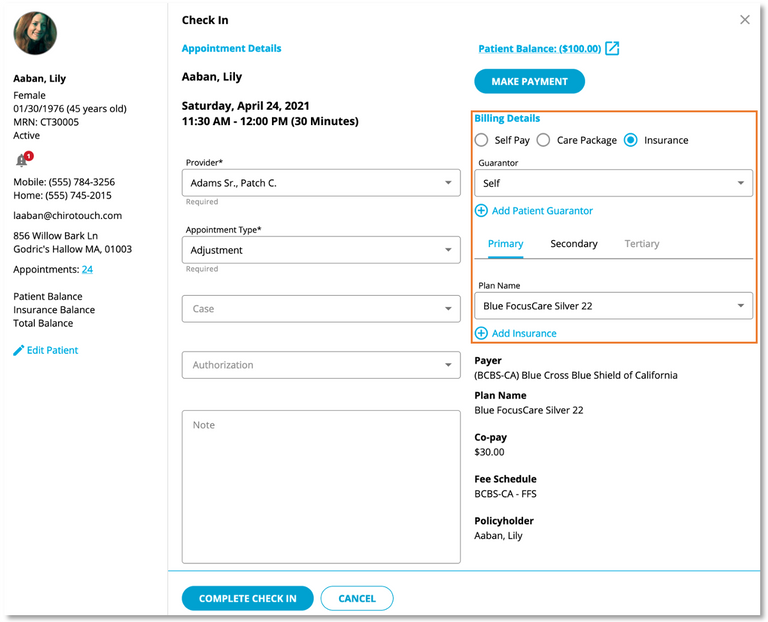 Aaban, Lily
Female
01/30/1976 (45 years old)
MRN: CT30005
Active
1
Mobile: (555) 784-3256
Home: (555) 745-2015
laaban@chirotouch.com
856 Willow Bark Ln
Godric's Hallow MA, 01003
Appointments: 24
Patient Balance
Insurance Balance
Total Balance
Edit Patient
Check In
Appointment Details
Aaban, Lily
Saturday, April 24, 2021
11:30 AM - 12:00 PM (30 Minutes)
Provider*
Adams Sr., Patch C.
Required
Appointment Type*
Adjustment
Required
Case
Authorization
Note
Patient Balance: ($100.00)
MAKE PAYMENT
Billing Details
Self Pay Care Package Insurance
Guarantor
Self
Add Patient Guarantor
Primary Secondary Tertiary
Plan Name
Blue FocusCare Silver 22
Add Insurance
Payer
(BCBS-CA) Blue Cross Blue Shield of California
Plan Name
Blue FocusCare Silver 22
Co-pay
$30.00
Fee Schedule
BCBS-CA - FFS
Policyholder
Aaban, Lily
COMPLETE CHECK IN CANCEL